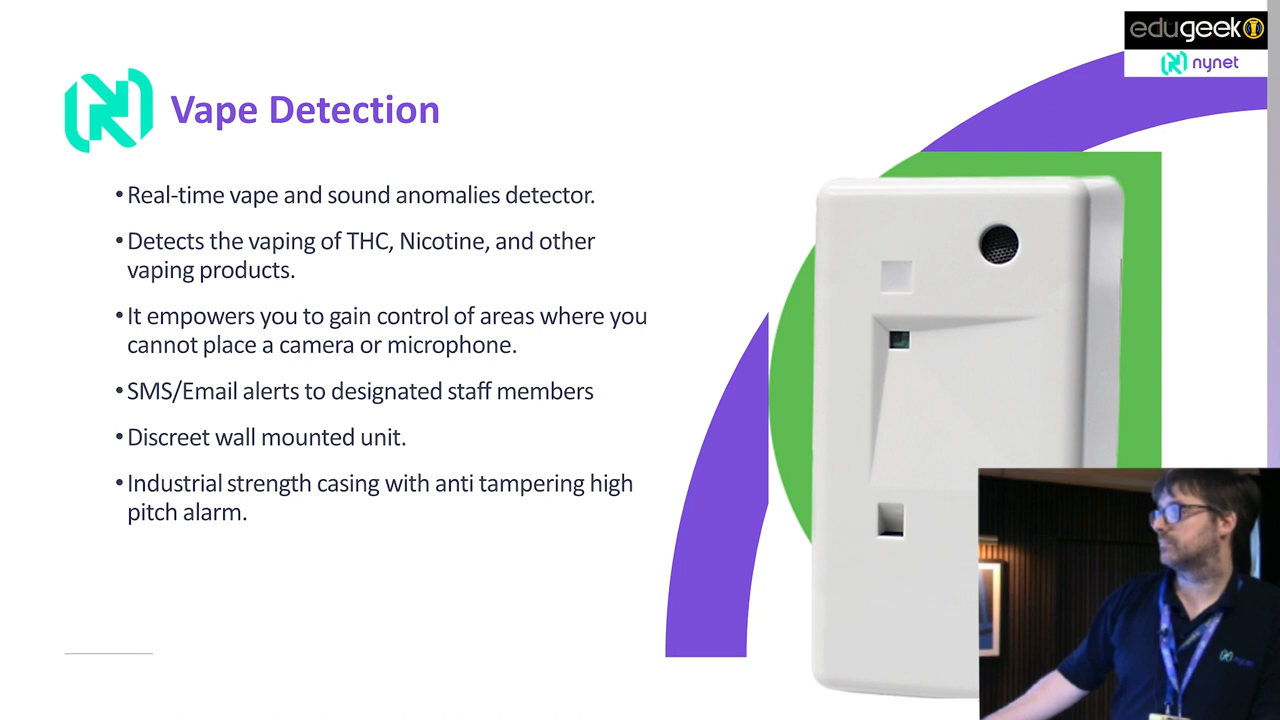 edugeek
nynet
Vape Detection
• Real-time vape and sound anomalies detector.
• Detects the vaping of THC, Nicotine, and other
vaping products.
• It empowers you to gain control of areas where you
cannot place a camera or microphone.
• SMS/Email alerts to designated staff members
• Discreet wall mounted unit.
• Industrial strength casing with anti tampering high
pitch alarm.
nynet